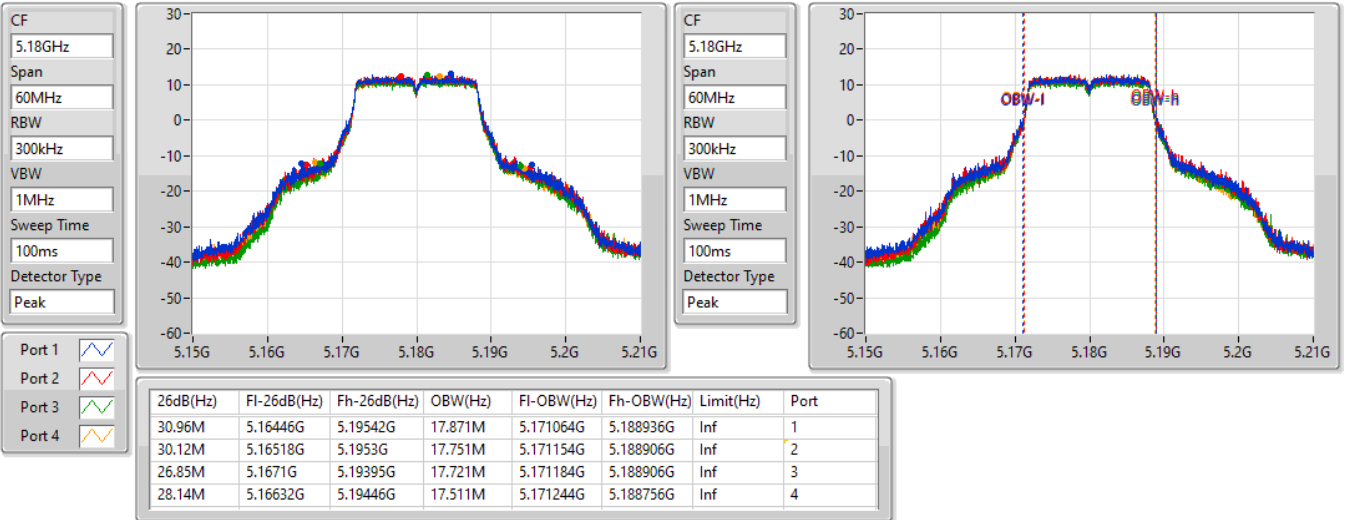 CF
5.18GHz
Span
60MHz
RBW
300kHz
VBW
1MHz
Sweep Time
100ms
Detector Type
Peak
30
20
10
0
-10
-20
-30
-40
-50
-60
5.15G 5.16G 5.17G 5.18G 5.19G 5.2G 5.21G
CF
5.18GHz
Span
60MHz
RBW
300kHz
VBW
1MHz
Sweep Time
100ms
Detector Type
Peak
30
20
10
0
-10
-20
-30
-40
-50
-60
OBW-l OBW-h
5.15G 5.16G 5.17G 5.18G 5.19G 5.2G 5.21G
Port 1
Port 2
Port 3
Port 4
26dB(Hz) Fl-26dB(Hz) Fh-26dB(Hz) OBW(Hz) Fl-OBW(Hz) Fh-OBW(Hz) Limit(Hz) Port
30.96M 5.16446G 5.19542G 17.871M 5.171064G 5.188936G Inf 1
30.12M 5.16518G 5.1953G 17.751M 5.171154G 5.188906G Inf 2
26.85M 5.1671G 5.19395G 17.721M 5.171184G 5.188906G Inf 3
28.14M 5.16632G 5.19446G 17.511M 5.171244G 5.188756G Inf 4